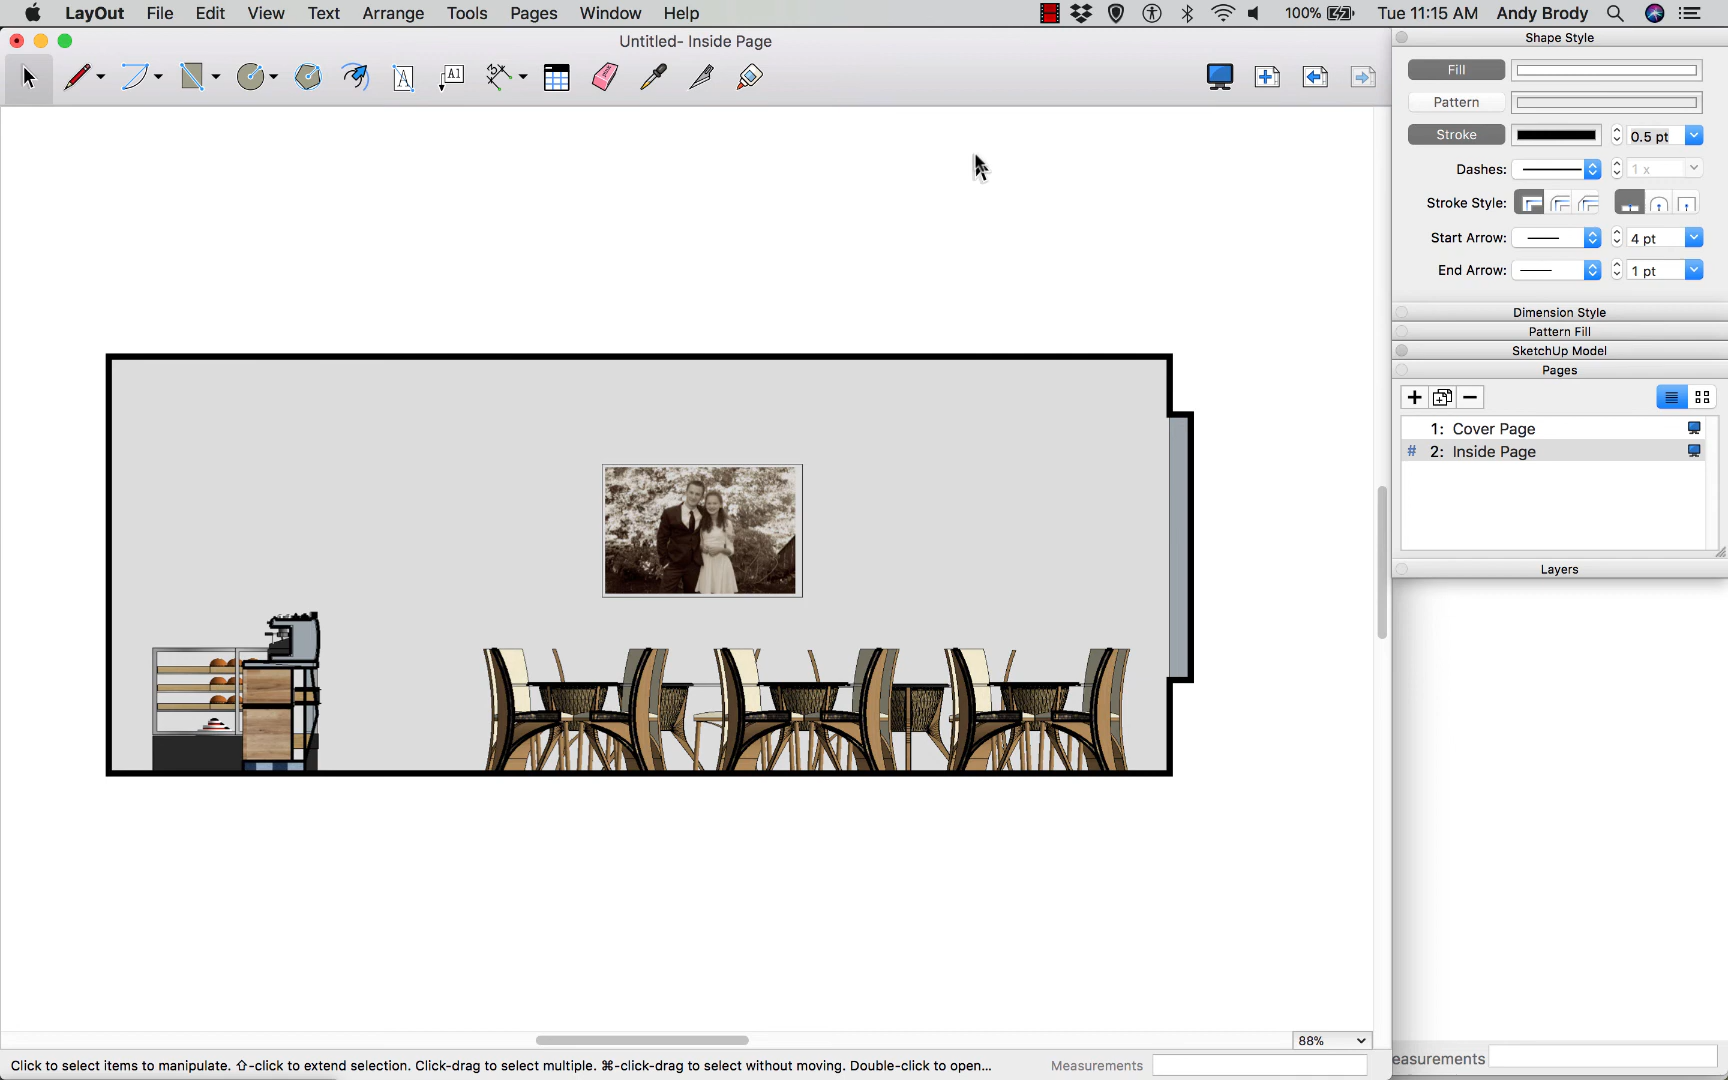 LayOut File Edit View Text Arrange Tools Pages Window Help 100% Tue 11:15 AM Andy Brody
Untitled- Inside Page
A
A1
Shape Style
Fill
Pattern
Stroke 0.5 pt
Dashes: 1 x
Stroke Style:
Start Arrow: 4 pt
End Arrow: 1 pt
Dimension Style
Pattern Fill
SketchUp Model
Pages
1: Cover Page
# 2: Inside Page
Layers
88%
Click to select items to manipulate. ⇧-click to extend selection. Click-drag to select multiple. ⌘-click-drag to select without moving. Double-click to open... Measurements
easurements